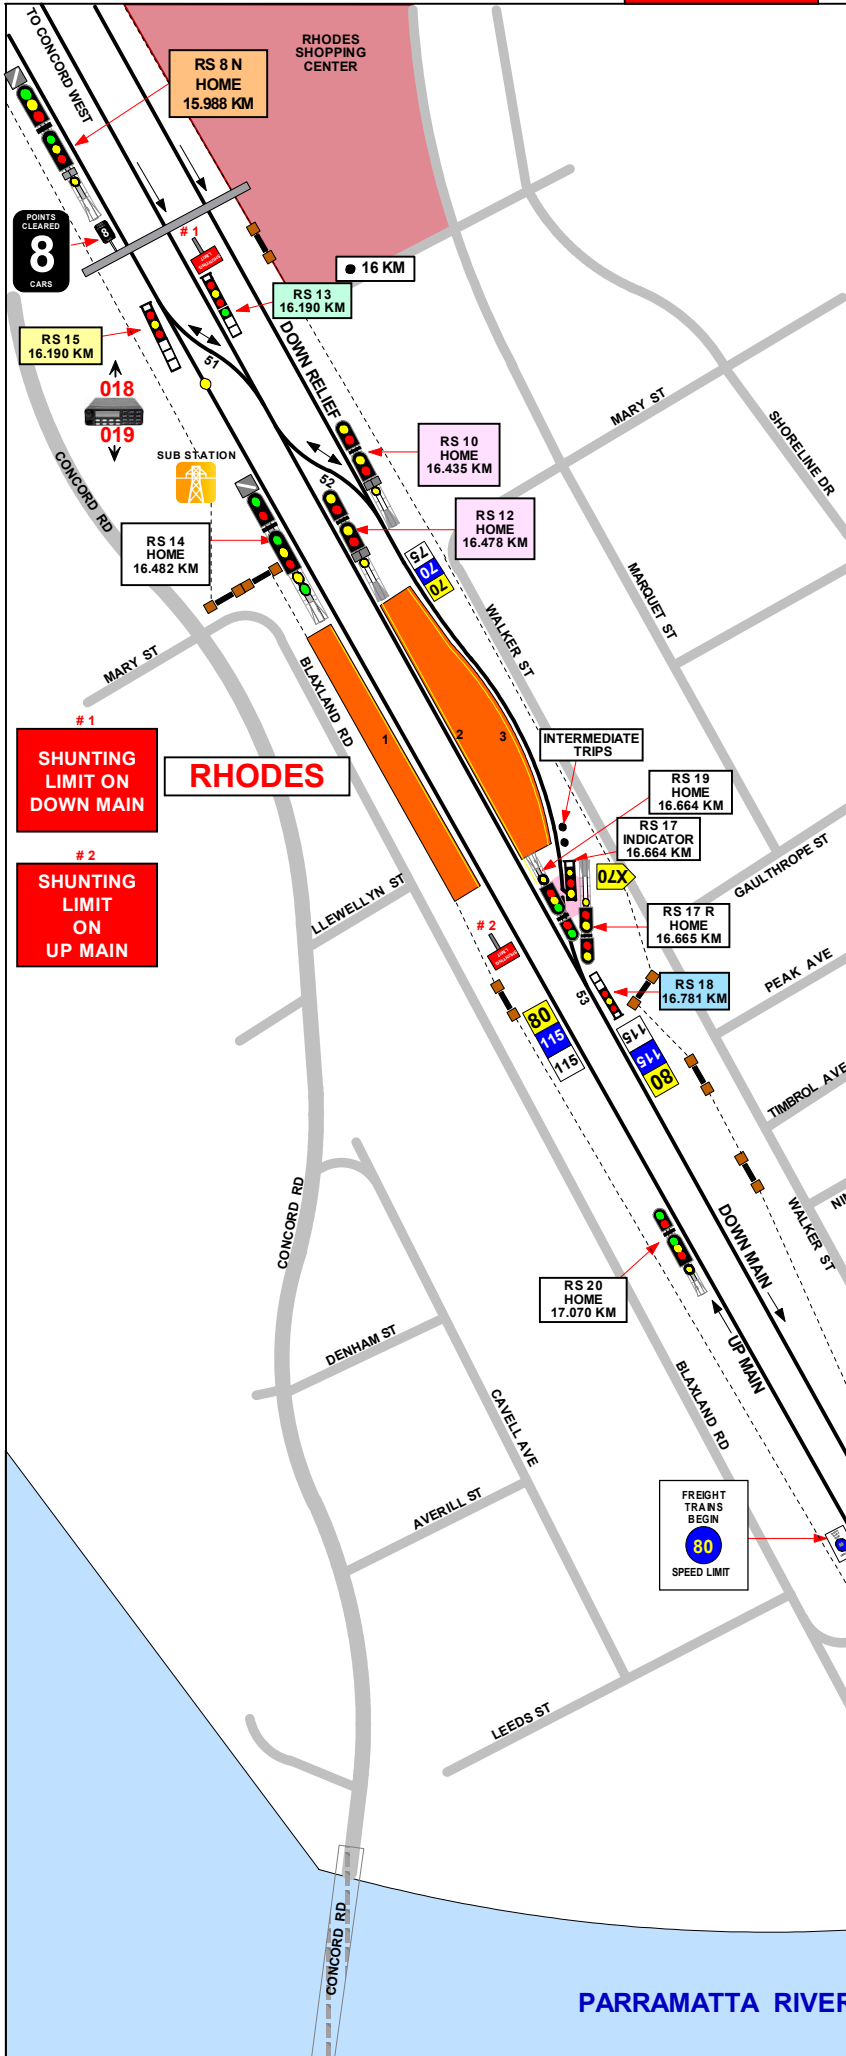 TO CONCORD WEST
RHODES
SHOPPING
CENTER
RS 8 N
HOME
15.988 KM
POINTS
CLEARED
8
CARS
8
# 1
SHUNTING
LIMIT
16 KM
RS 13
16.190 KM
RS 15
16.190 KM
51
DOWN RELIEF
018
019
MARY ST
SHORELINE DR
CONCORD RD
SUB STATION
RS 10
HOME
16.435 KM
52
RS 12
HOME
16.478 KM
RS 14
HOME
16.482 KM
75
70
70
MARQUET ST
WALKER ST
MARY ST
BLAXLAND RD
1
2
3
# 1
SHUNTING
LIMIT ON
DOWN MAIN
RHODES
INTERMEDIATE
TRIPS
RS 19
HOME
16.664 KM
RS 17
INDICATOR
16.664 KM
X70
GAULTHROPE ST
# 2
SHUNTING
LIMIT
ON
UP MAIN
LLEWELLYN ST
RS 17 R
HOME
16.665 KM
# 2
SHUNTING
LIMIT
53
RS 18
16.781 KM
PEAK AVE
80
115
115
115
115
80
TIMBROL AVE
CONCORD RD
WALKER ST
DOWN MAIN
RS 20
HOME
17.070 KM
UP MAIN
DENHAM ST
BLAXLAND RD
CAVELL AVE
AVERILL ST
FREIGHT
TRAINS
BEGIN
80
SPEED LIMIT
LEEDS ST
CONCORD RD
PARRAMATTA RIVER